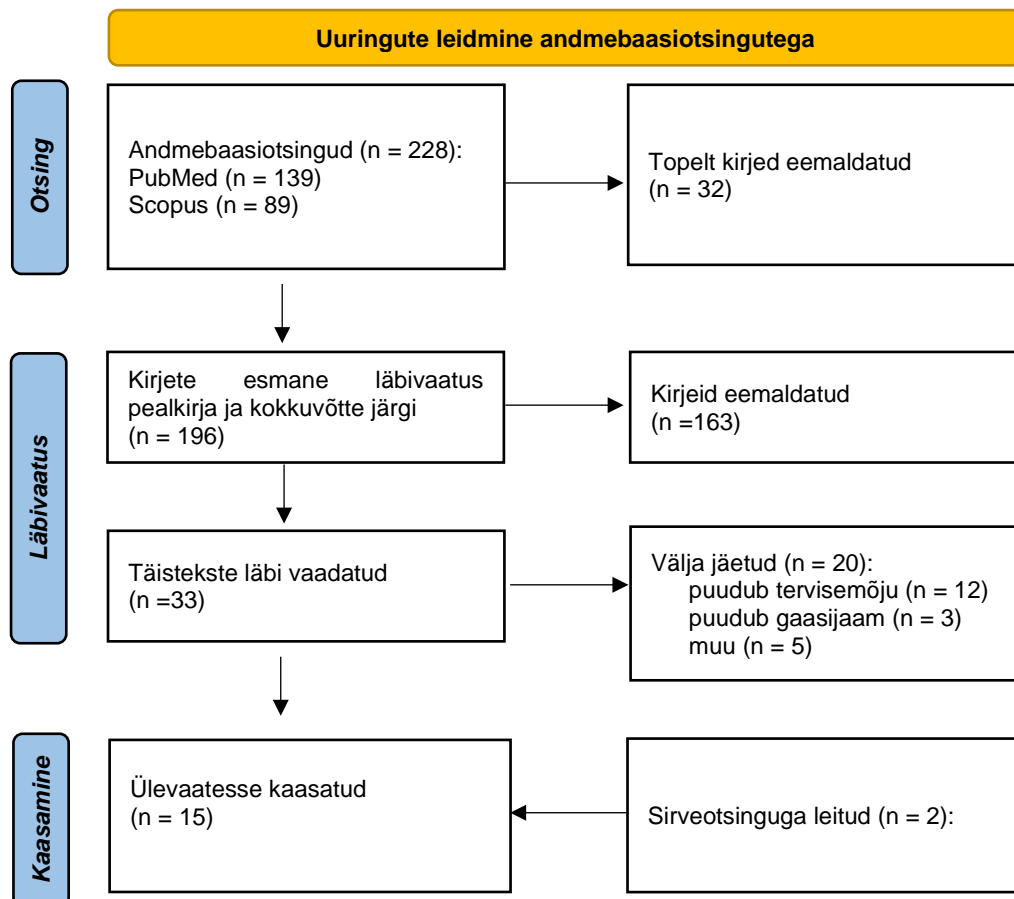 Uuringute leidmine andmebaasiotsingutega
Otsing
Andmebaasiotsingud (n = 228):
PubMed (n = 139)
Scopus (n = 89)
Topelt kirjed eemaldatud
(n = 32)
Läbivaatus
Kirjete esmane läbivaatus
pealkirja ja kokkuvõtte järgi
(n = 196)
Kirjeid eemaldatud
(n =163)
Täistekste läbi vaadatud
(n =33)
Välja jäetud (n = 20):
puudub tervisemõju (n = 12)
puudub gaasijaam (n = 3)
muu (n = 5)
Kaasamine
Ülevaatesse kaasatud
(n = 15)
Sirveotsinguga leitud (n = 2):